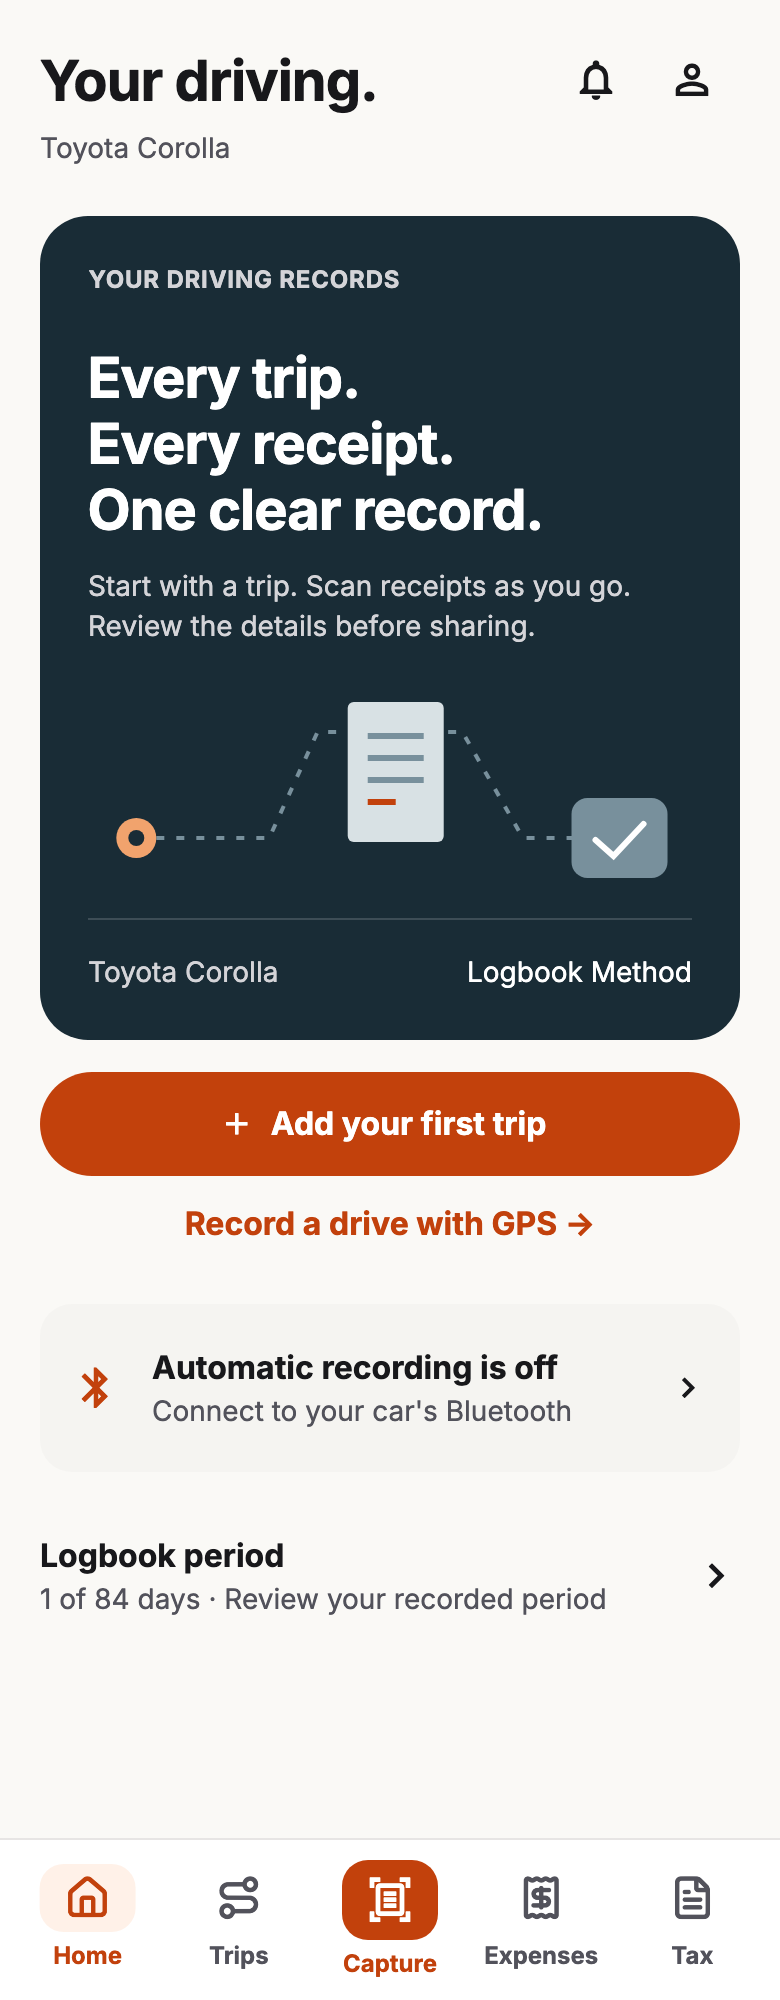 Your driving.
Toyota Corolla
YOUR DRIVING RECORDS
Every trip.
Every receipt.
One clear record.
Start with a trip. Scan receipts as you go.
Review the details before sharing.
Toyota Corolla
Logbook Method
+ Add your first trip
Record a drive with GPS →
Automatic recording is off
Connect to your car's Bluetooth
Logbook period
1 of 84 days · Review your recorded period
Home
Trips
Capture
Expenses
Tax